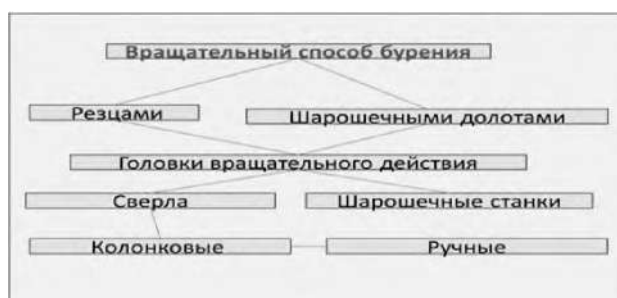 Вращательный способ бурения
Резцами
Шарошечными долотами
Головки вращательного действия
Сверла
Шарошечные станки
Колонковые
Ручные